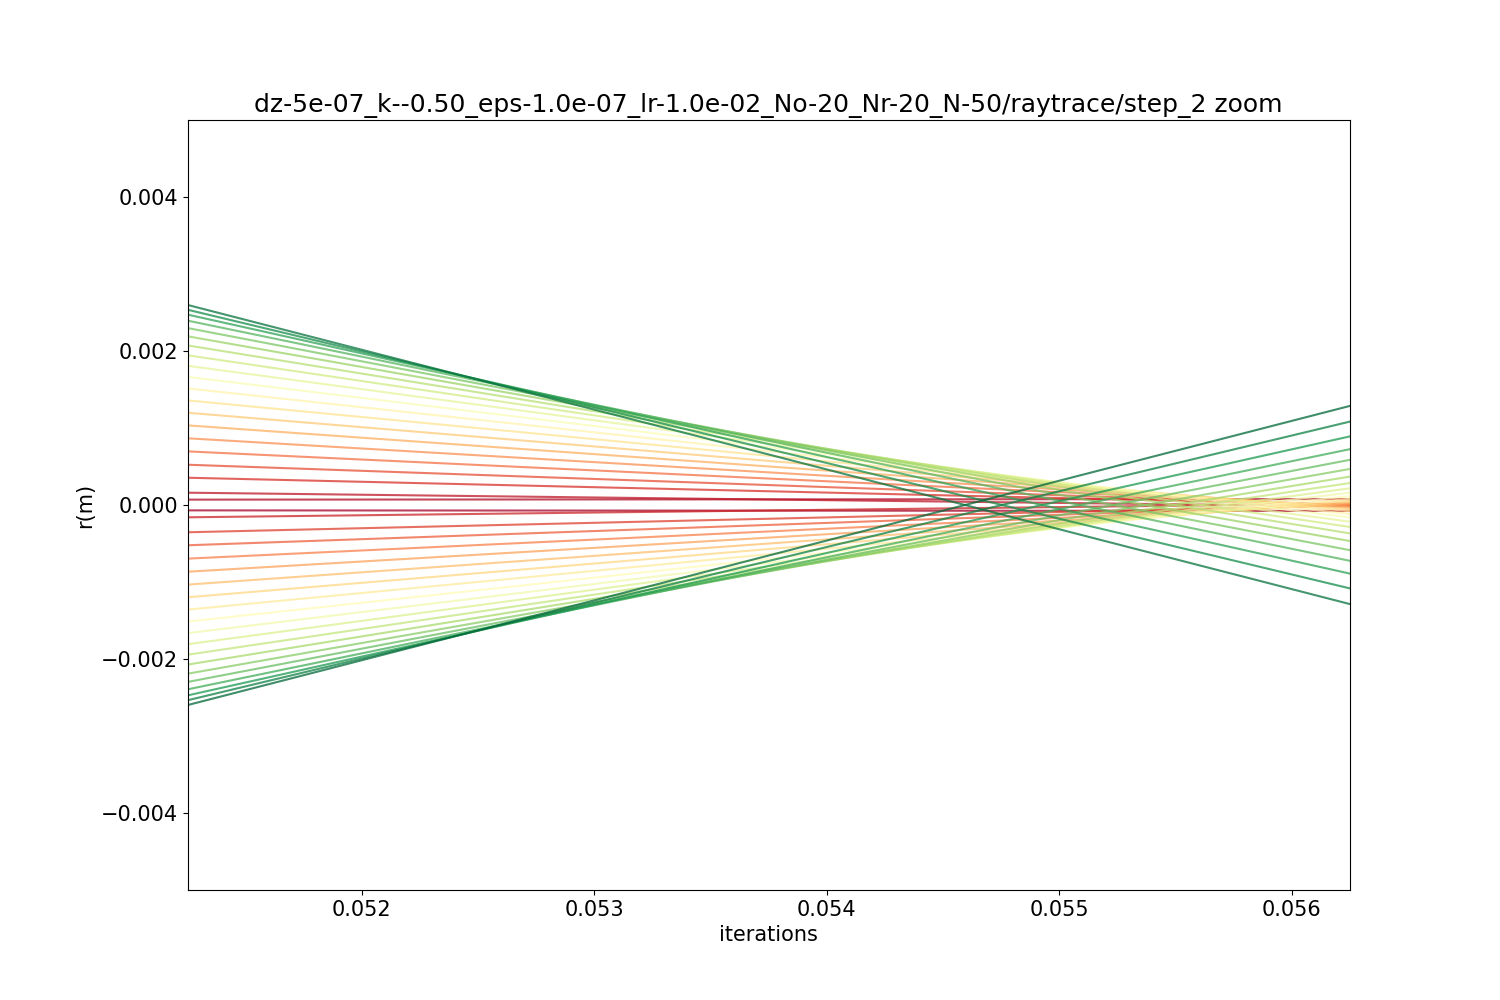 dz-5e-07_k--0.50_eps-1.0e-07_lr-1.0e-02_No-20_Nr-20_N-50/raytrace/step_2 zoom
0.004
0.002
0.000
−0.002
−0.004
r(m)
0.052 0.053 0.054 0.055 0.056
iterations